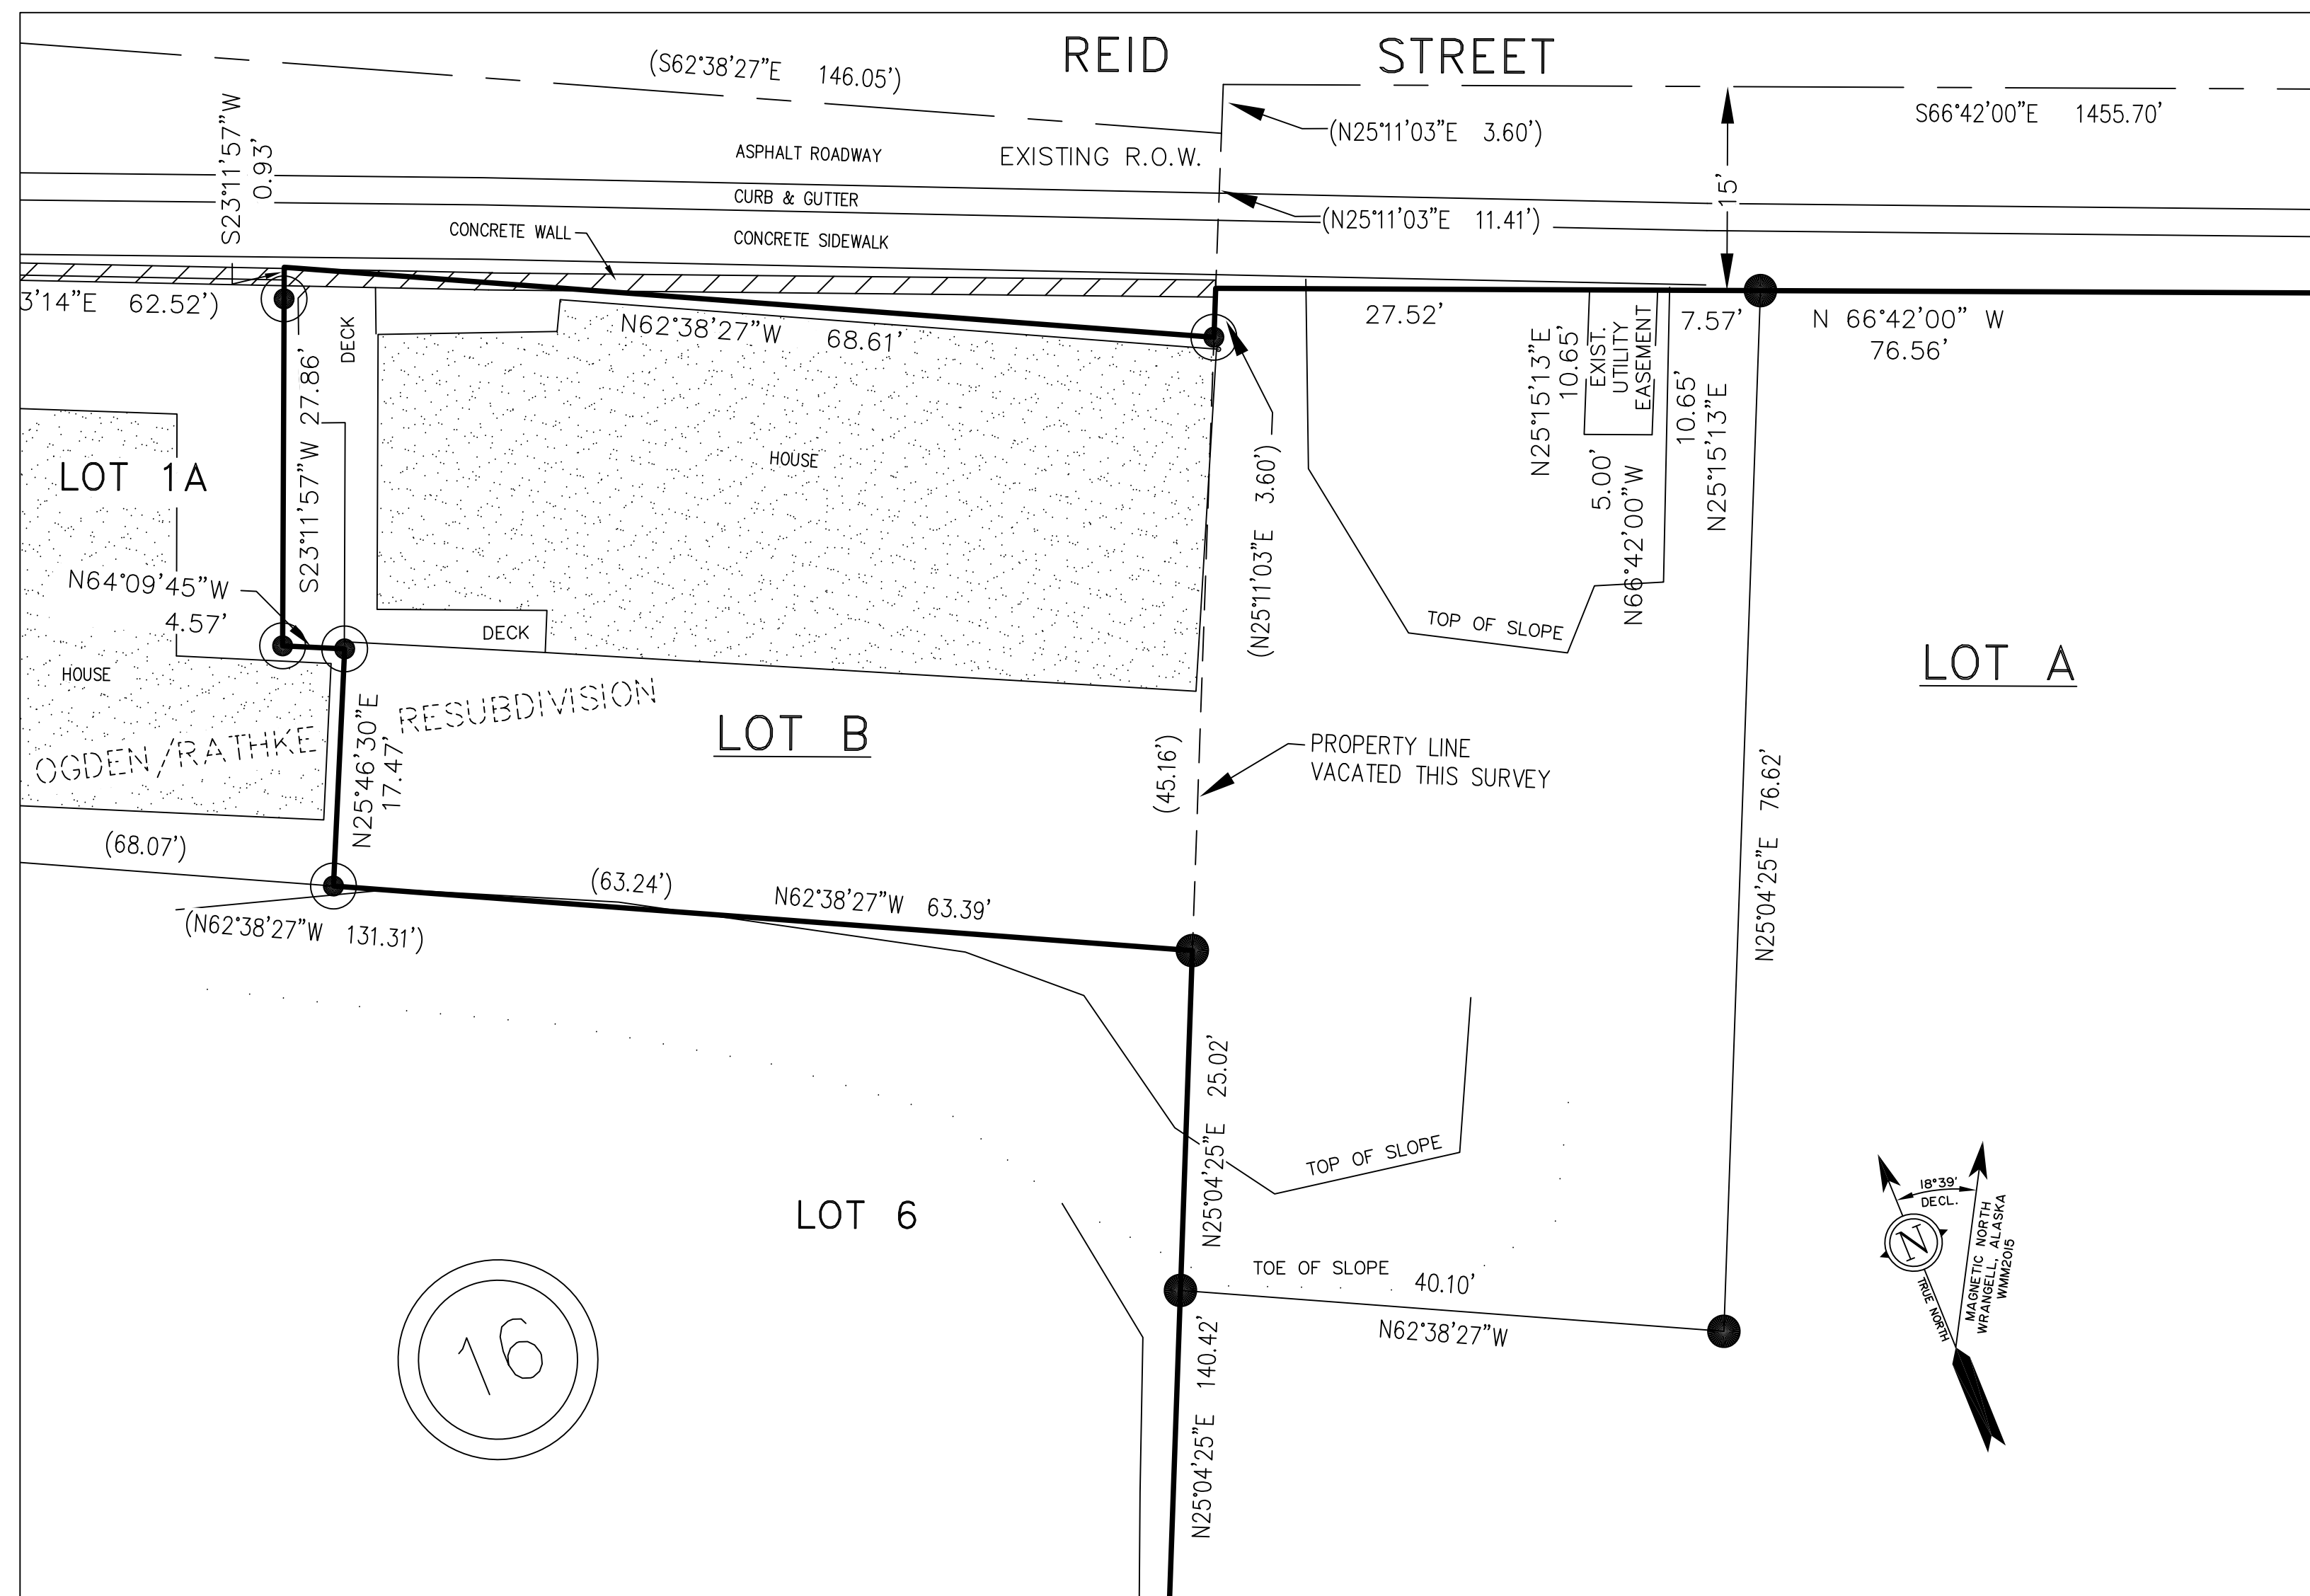 REID STREET
(S62°38'27"E 146.05')
(N25°11'03"E 3.60')
S66°42'00"E 1455.70'
S23°11'57"W
0.93'
ASPHALT ROADWAY
EXISTING R.O.W.
CURB & GUTTER
(N25°11'03"E 11.41')
15'
CONCRETE WALL
CONCRETE SIDEWALK
3'14"E 62.52')
DECK
N62°38'27"W 68.61'
27.52'
N25°15'13"E
10.65'
EXIST.
UTILITY
EASEMENT
7.57'
N 66°42'00" W
76.56'
S23°11'57"W 27.86'
10.65'
N25°15'13"E
HOUSE
(N25°11'03"E 3.60')
5.00'
N66°42'00"W
LOT 1A
N64°09'45"W
4.57'
DECK
TOP OF SLOPE
LOT A
HOUSE
OGDEN/RATHKE RESUBDIVISION
LOT B
N25°46'30"E
17.47'
(45.16')
PROPERTY LINE
VACATED THIS SURVEY
N25°04'25"E 76.62'
(68.07')
(63.24')
N62°38'27"W 63.39'
(N62°38'27"W 131.31')
N25°04'25"E 25.02'
TOP OF SLOPE
LOT 6
TOE OF SLOPE
40.10'
N62°38'27"W
16
N25°04'25"E 140.42'
18°39'
DECL.
N
TRUE NORTH
MAGNETIC NORTH
WRANGELL, ALASKA
WMM2015